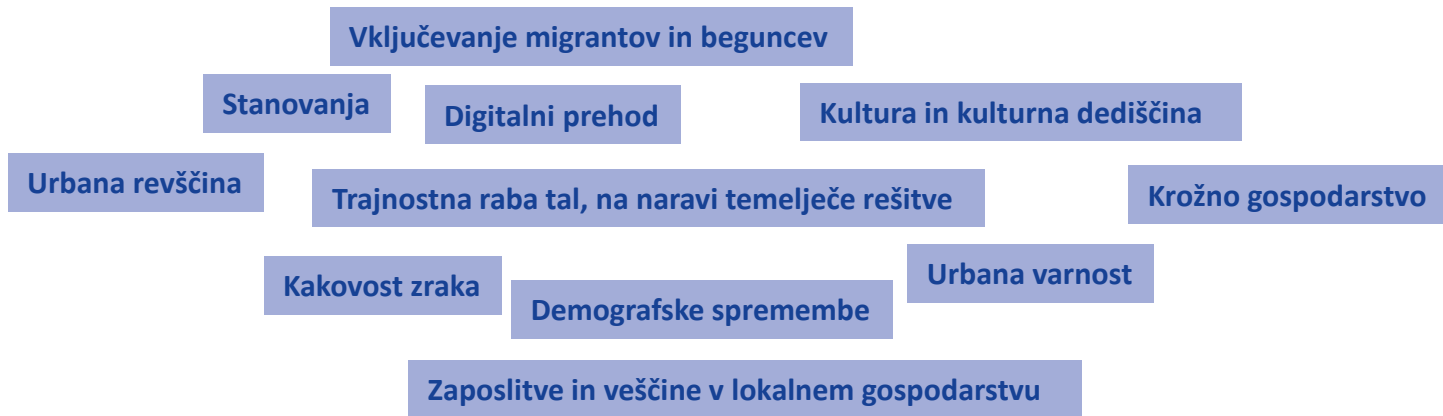 Vključevanje migrantov in beguncev
Stanovanja
Digitalni prehod
Kultura in kulturna dediščina
Urbana revščina
Trajnostna raba tal, na naravi temelječe rešitve
Krožno gospodarstvo
Kakovost zraka
Urbana varnost
Demografske spremembe
Zaposlitve in veščine v lokalnem gospodarstvu